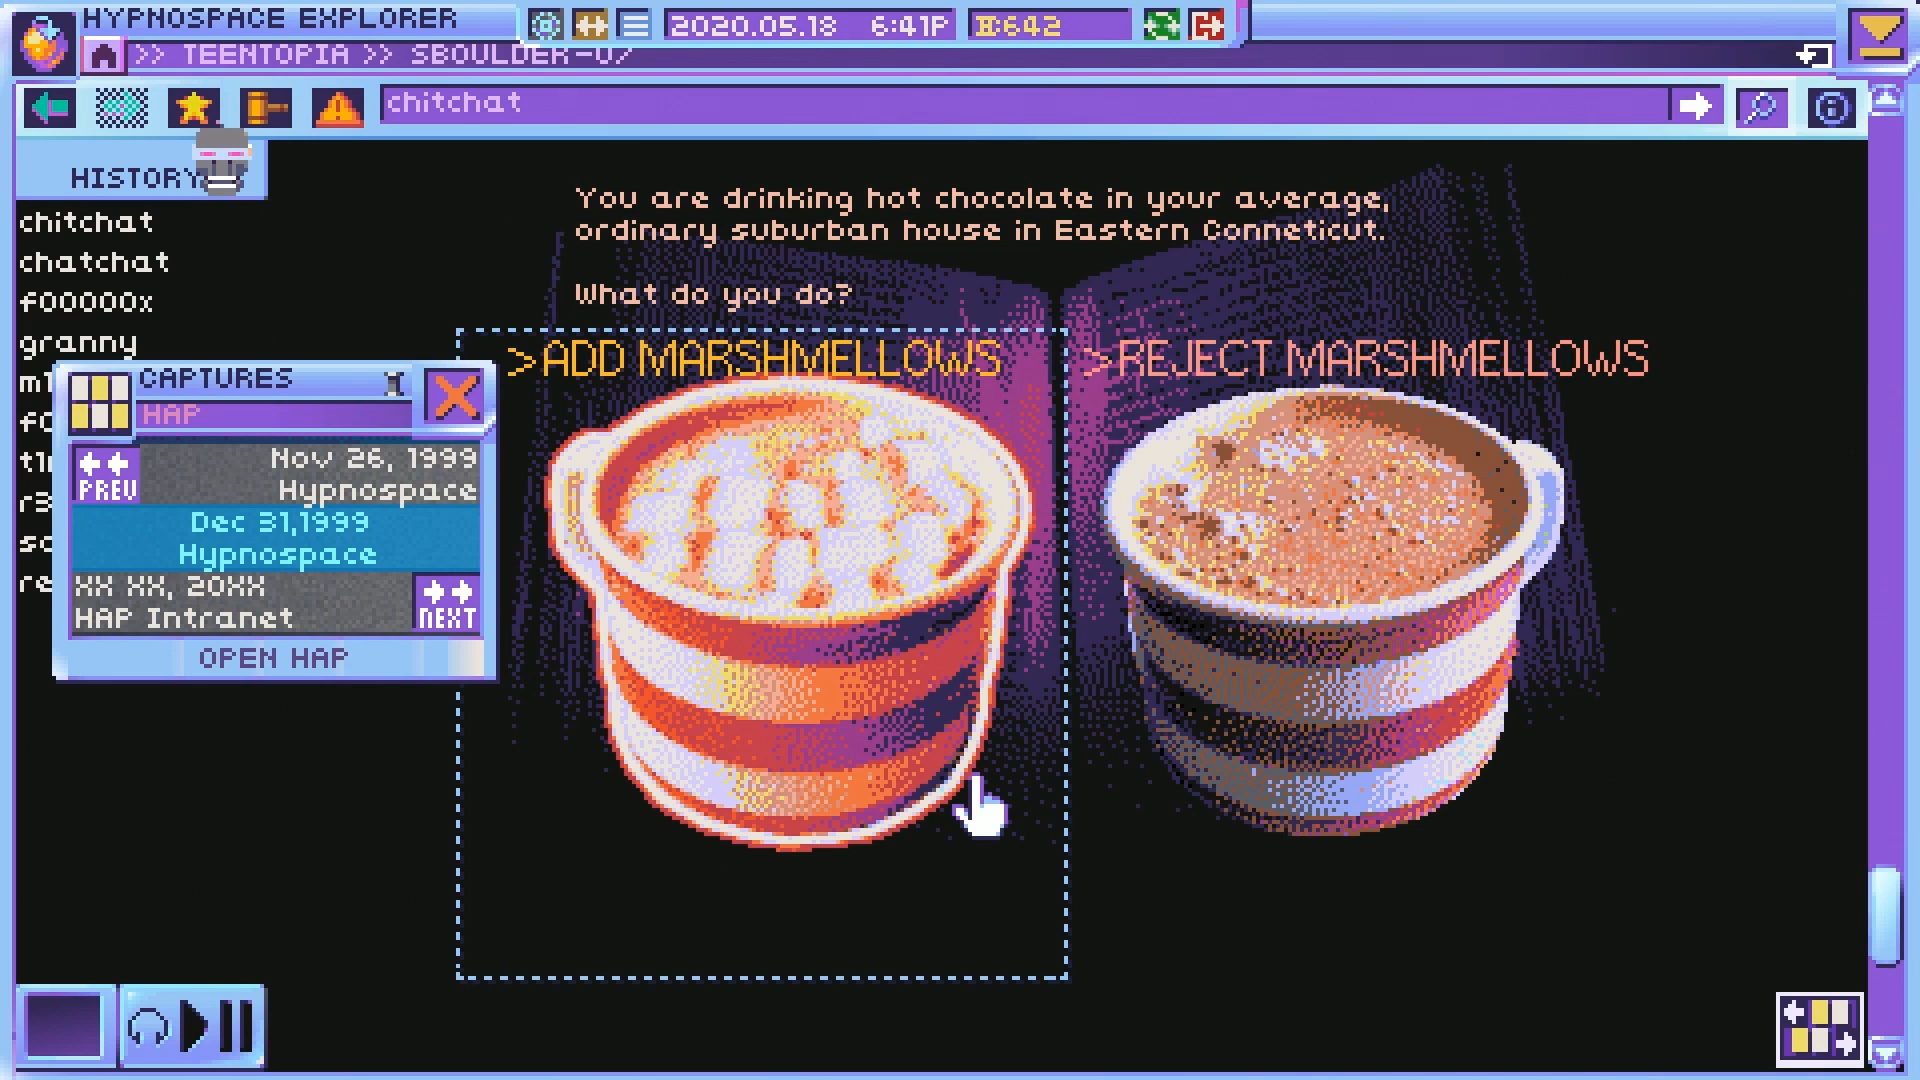 HYPNOSPACE EXPLORER
2020.05.18 6:41P
642
>> TEENTOPIA >> SBOULDER-07
chitchat
HISTORY
chitchat
chatchat
f00000x
granny
You are drinking hot chocolate in your average,
ordinary suburban house in Eastern Conneticut.
What do you do?
>ADD MARSHMELLOWS
>REJECT MARSHMELLOWS
CAPTURES
HAP
PREV
Nov 26, 1999
Hypnospace
Dec 31,1999
Hypnospace
XX XX, 20XX
HAP Intranet
NEXT
OPEN HAP